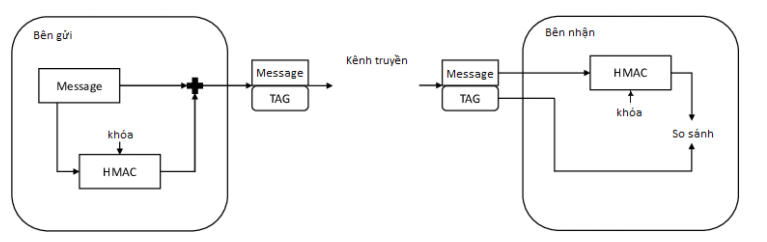 Bên gửi
Message
khóa
HMAC
Message
TAG
Kênh truyền
Message
TAG
Bên nhận
HMAC
khóa
So sánh